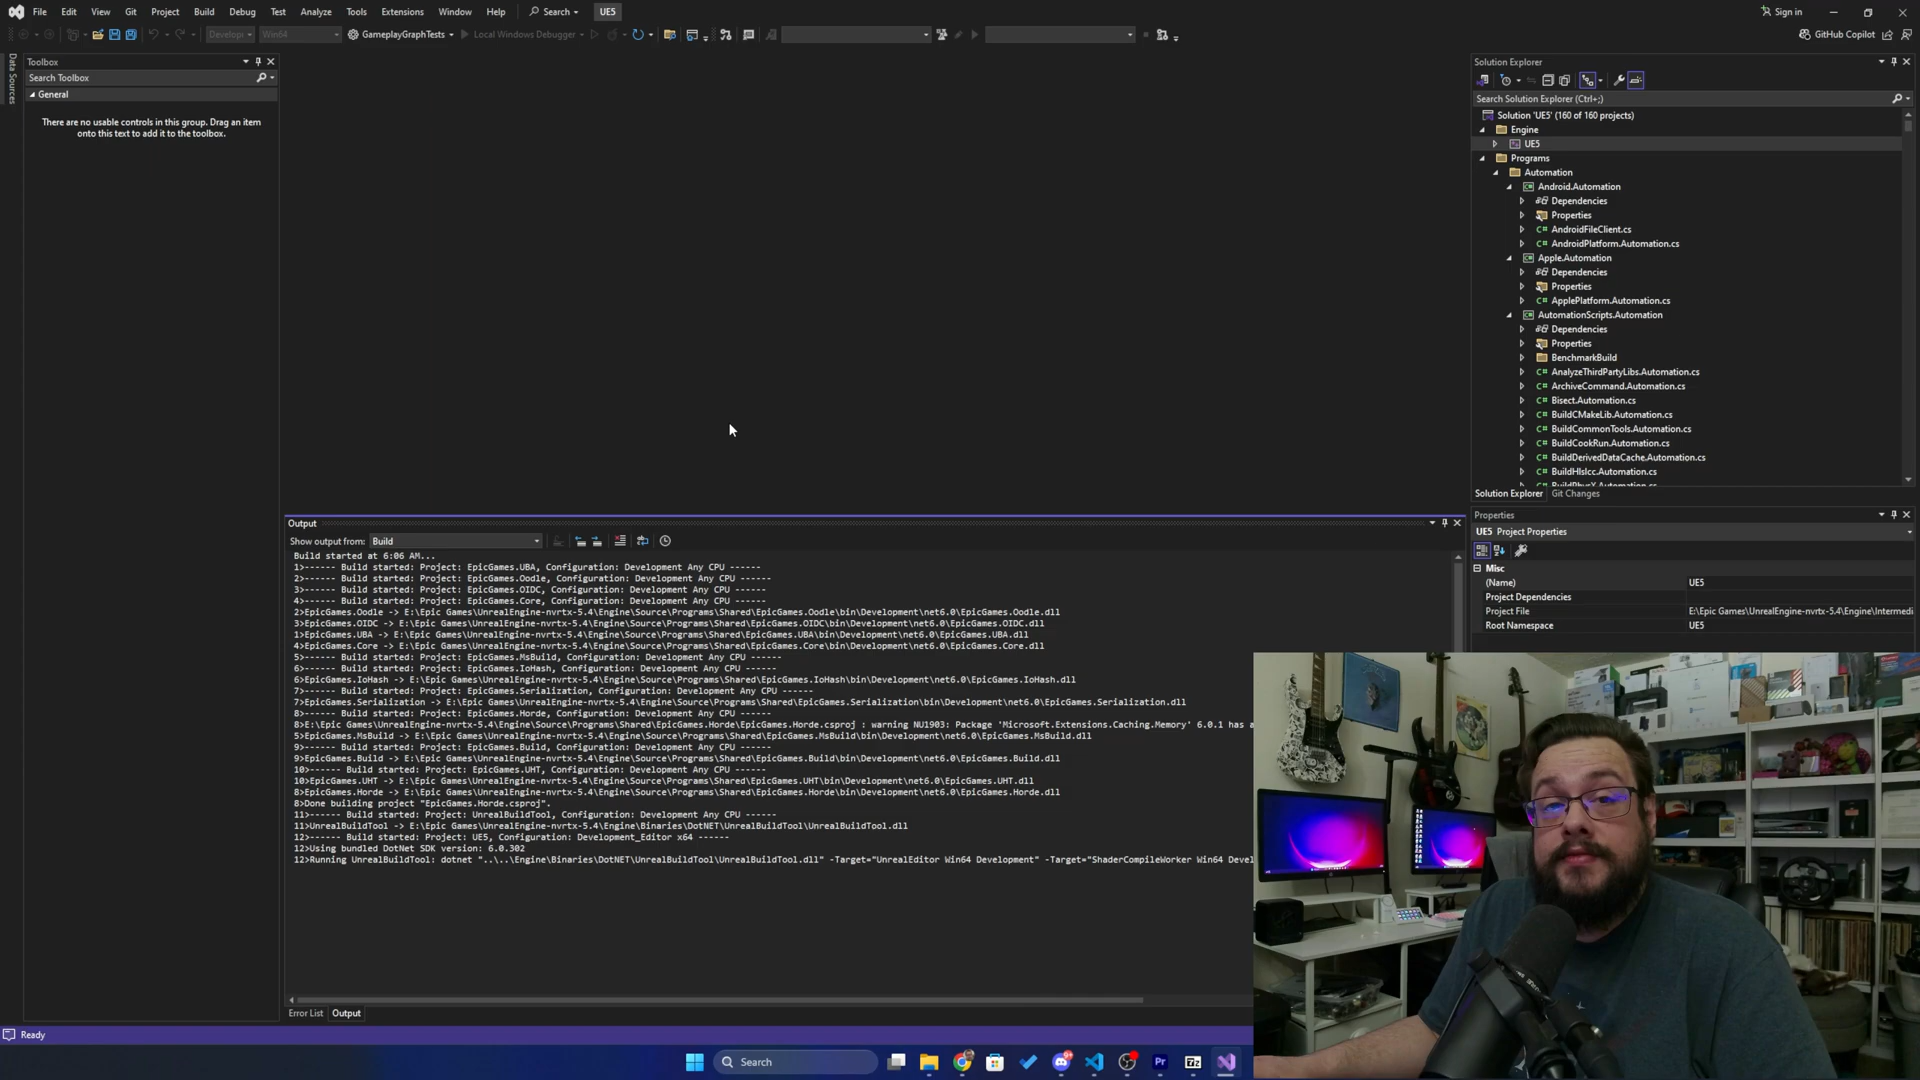 File Edit View Git Project Build Debug Test Analyze Tools Extensions Window Help Search UE5 Sign in
Develop Win64 GameplayGraphTests Local Windows Debugger GitHub Copilot
Data Sources
Toolbox
Search Toolbox
General
There are no usable controls in this group. Drag an item
onto this text to add it to the toolbox.
Solution Explorer
Search Solution Explorer (Ctrl+;)
Solution 'UE5' (160 of 160 projects)
Engine
UE5
Programs
Automation
C# Android.Automation
Dependencies
Properties
C# AndroidFileClient.cs
C# AndroidPlatform.Automation.cs
C# Apple.Automation
Dependencies
Properties
C# ApplePlatform.Automation.cs
C# AutomationScripts.Automation
Dependencies
Properties
BenchmarkBuild
C# AnalyzeThirdPartyLibs.Automation.cs
C# ArchiveCommand.Automation.cs
C# Bisect.Automation.cs
C# BuildCMakeLib.Automation.cs
C# BuildCommonTools.Automation.cs
C# BuildCookRun.Automation.cs
C# BuildDerivedDataCache.Automation.cs
C# BuildHlslcc.Automation.cs
C# BuildPhysX.Automation.cs
Solution Explorer Git Changes
Output
Show output from: Build
Build started at 6:06 AM...
1>------ Build started: Project: EpicGames.UBA, Configuration: Development Any CPU ------
2>------ Build started: Project: EpicGames.Oodle, Configuration: Development Any CPU ------
3>------ Build started: Project: EpicGames.OIDC, Configuration: Development Any CPU ------
4>------ Build started: Project: EpicGames.Core, Configuration: Development Any CPU ------
2>EpicGames.Oodle -> E:\Epic Games\UnrealEngine-nvrtx-5.4\Engine\Source\Programs\Shared\EpicGames.Oodle\bin\Development\net6.0\EpicGames.Oodle.dll
3>EpicGames.OIDC -> E:\Epic Games\UnrealEngine-nvrtx-5.4\Engine\Source\Programs\Shared\EpicGames.OIDC\bin\Development\net6.0\EpicGames.OIDC.dll
1>EpicGames.UBA -> E:\Epic Games\UnrealEngine-nvrtx-5.4\Engine\Source\Programs\Shared\EpicGames.UBA\bin\Development\net6.0\EpicGames.UBA.dll
4>EpicGames.Core -> E:\Epic Games\UnrealEngine-nvrtx-5.4\Engine\Source\Programs\Shared\EpicGames.Core\bin\Development\net6.0\EpicGames.Core.dll
5>------ Build started: Project: EpicGames.MsBuild, Configuration: Development Any CPU ------
6>------ Build started: Project: EpicGames.IoHash, Configuration: Development Any CPU ------
6>EpicGames.IoHash -> E:\Epic Games\UnrealEngine-nvrtx-5.4\Engine\Source\Programs\Shared\EpicGames.IoHash\bin\Development\net6.0\EpicGames.IoHash.dll
7>------ Build started: Project: EpicGames.Serialization, Configuration: Development Any CPU ------
7>EpicGames.Serialization -> E:\Epic Games\UnrealEngine-nvrtx-5.4\Engine\Source\Programs\Shared\EpicGames.Serialization\bin\Development\net6.0\EpicGames.Serialization.dll
8>------ Build started: Project: EpicGames.Horde, Configuration: Development Any CPU ------
8>E:\Epic Games\UnrealEngine-nvrtx-5.4\Engine\Source\Programs\Shared\EpicGames.Horde\EpicGames.Horde.csproj : warning NU1903: Package 'Microsoft.Extensions.Caching.Memory' 6.0.1 has a
5>EpicGames.MsBuild -> E:\Epic Games\UnrealEngine-nvrtx-5.4\Engine\Source\Programs\Shared\EpicGames.MsBuild\bin\Development\net6.0\EpicGames.MsBuild.dll
9>------ Build started: Project: EpicGames.Build, Configuration: Development Any CPU ------
9>EpicGames.Build -> E:\Epic Games\UnrealEngine-nvrtx-5.4\Engine\Source\Programs\Shared\EpicGames.Build\bin\Development\net6.0\EpicGames.Build.dll
10>------ Build started: Project: EpicGames.UHT, Configuration: Development Any CPU ------
10>EpicGames.UHT -> E:\Epic Games\UnrealEngine-nvrtx-5.4\Engine\Source\Programs\Shared\EpicGames.UHT\bin\Development\net6.0\EpicGames.UHT.dll
8>EpicGames.Horde -> E:\Epic Games\UnrealEngine-nvrtx-5.4\Engine\Source\Programs\Shared\EpicGames.Horde\bin\Development\net6.0\EpicGames.Horde.dll
8>Done building project "EpicGames.Horde.csproj".
11>------ Build started: Project: UnrealBuildTool, Configuration: Development Any CPU ------
11>UnrealBuildTool -> E:\Epic Games\UnrealEngine-nvrtx-5.4\Engine\Binaries\DotNET\UnrealBuildTool\UnrealBuildTool.dll
12>------ Build started: Project: UE5, Configuration: Development_Editor x64 ------
12>Using bundled DotNet SDK version: 6.0.302
12>Running UnrealBuildTool: dotnet "..\..\Engine\Binaries\DotNET\UnrealBuildTool\UnrealBuildTool.dll" -Target="UnrealEditor Win64 Development" -Target="ShaderCompileWorker Win64 Devel
Properties
UE5 Project Properties
Misc
(Name) UE5
Project Dependencies
Project File E:\Epic Games\UnrealEngine-nvrtx-5.4\Engine\Intermedi
Root Namespace UE5
Error List Output
Ready
Search
9+
Pr
7z